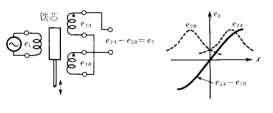 铁芯
e₁
e₂A
e₂A − e₂B = e₀
e₂B
e₀
e₂B
e₂A
x
e₂A − e₂B